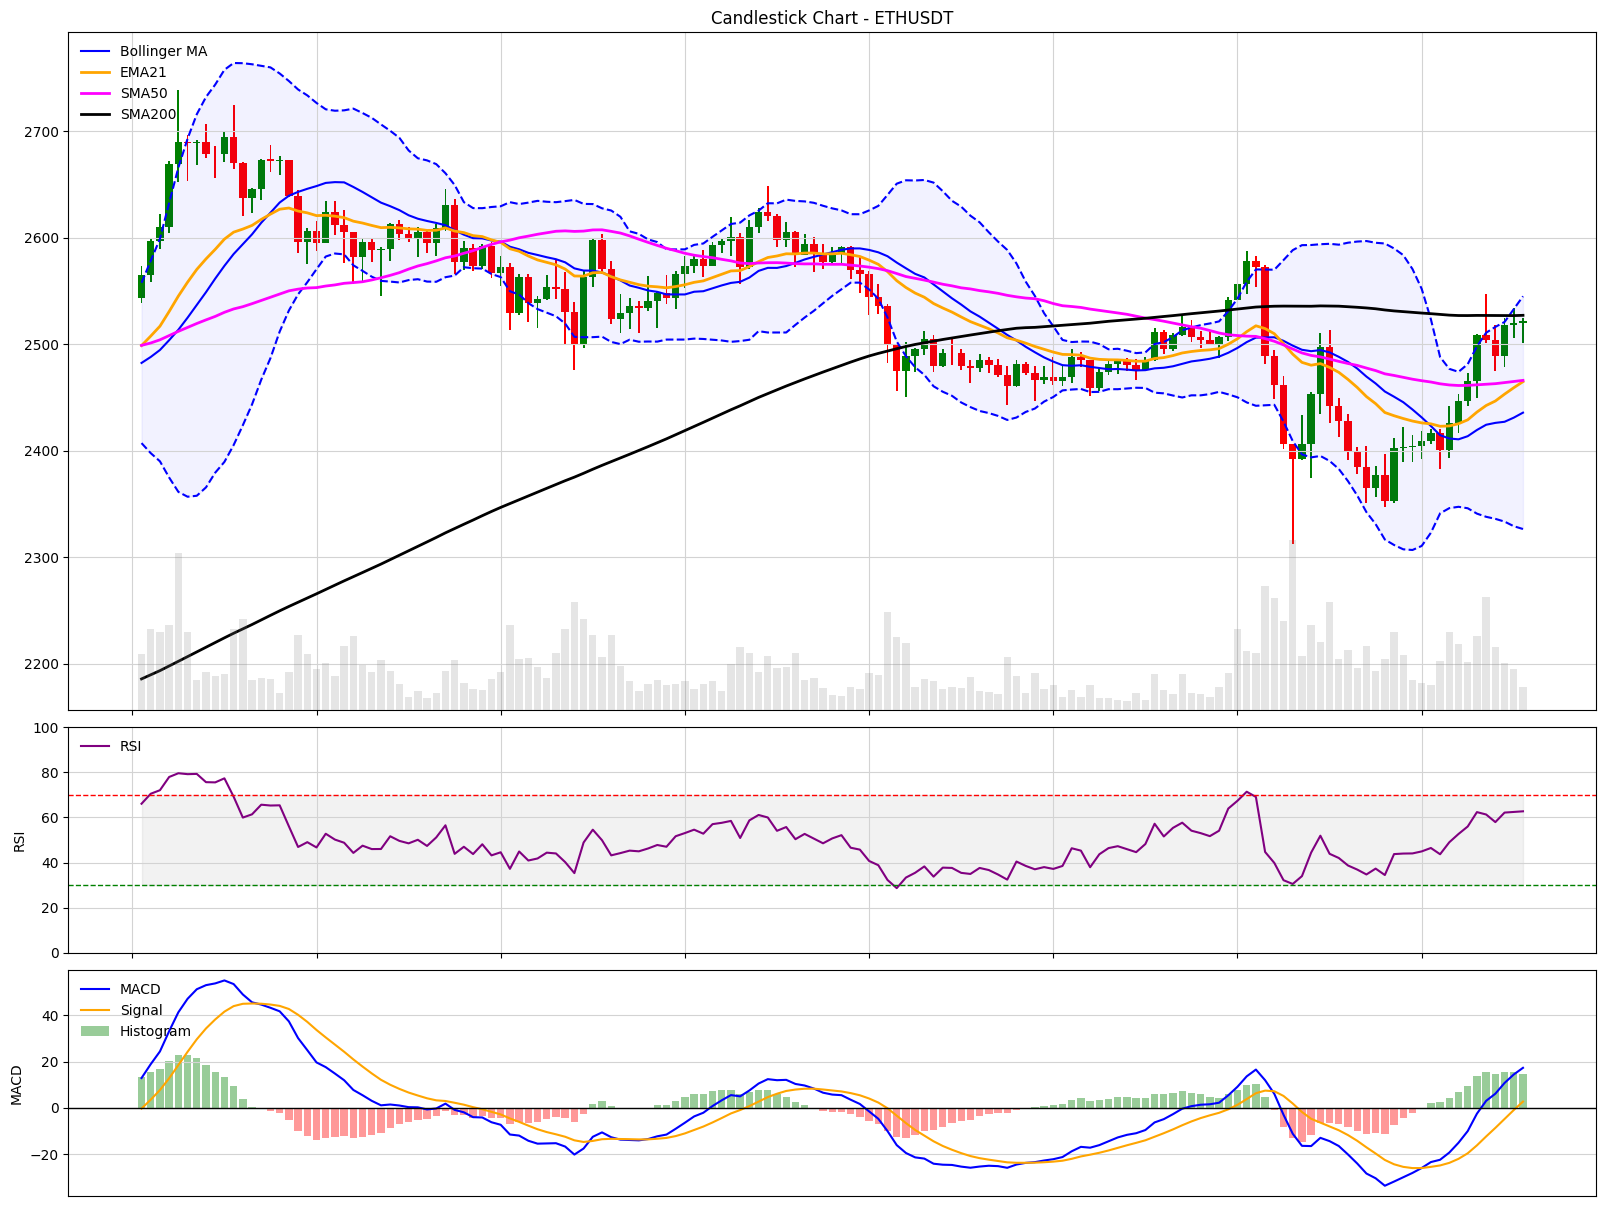 Candlestick Chart - ETHUSDT
Bollinger MA
EMA21
SMA50
SMA200
2700
2600
2500
2400
2300
2200
RSI
100
80
60
40
20
0
RSI
MACD
Signal
Histogram
40
20
0
−20
MACD